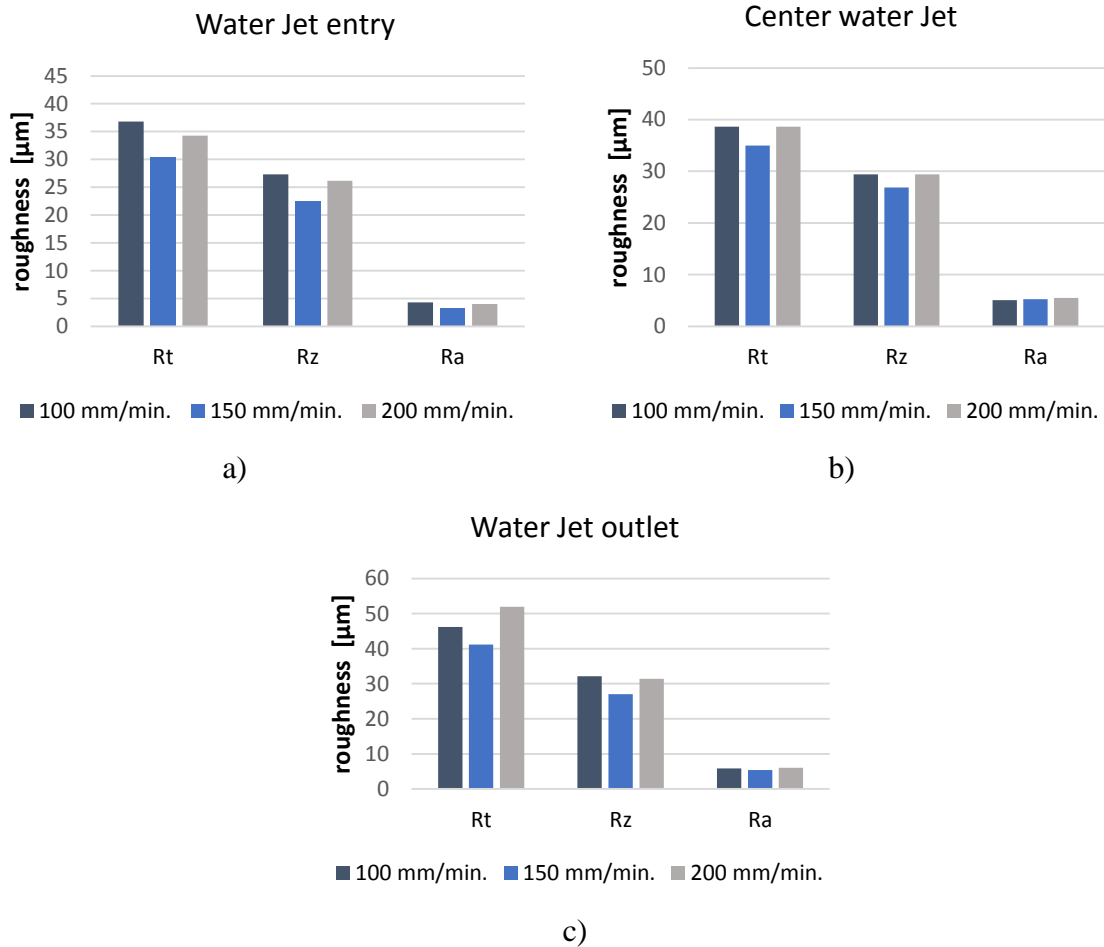 Water Jet entry
roughness [µm]
45
40
35
30
25
20
15
10
5
0
Rt Rz Ra
100 mm/min. 150 mm/min. 200 mm/min.
a)
Center water Jet
roughness [µm]
50
40
30
20
10
0
Rt Rz Ra
100 mm/min. 150 mm/min. 200 mm/min.
b)
Water Jet outlet
roughness [µm]
60
50
40
30
20
10
0
Rt Rz Ra
100 mm/min. 150 mm/min. 200 mm/min.
c)